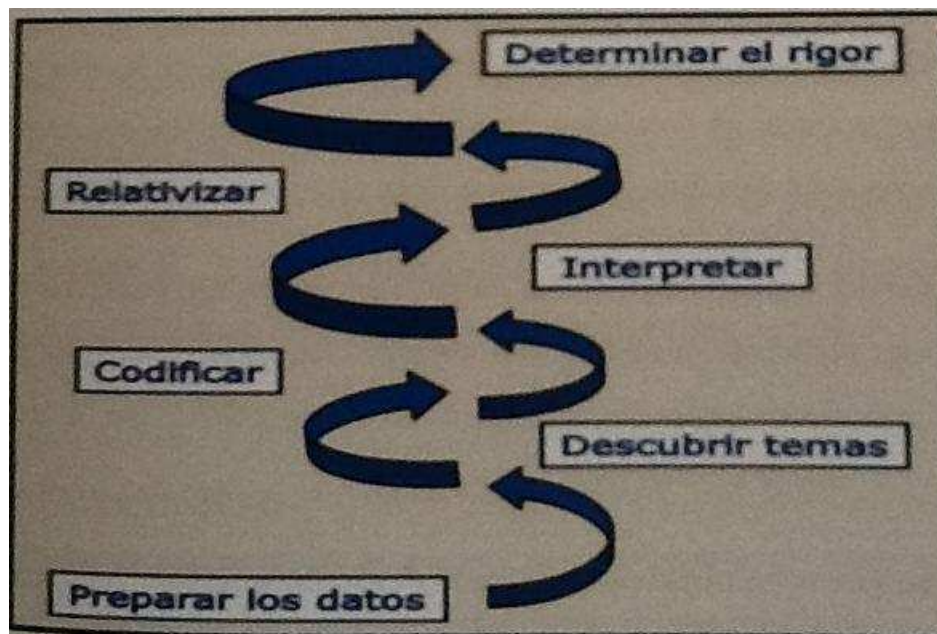 Determinar el rigor
Relativizar
Interpretar
Codificar
Descubrir temas
Preparar los datos